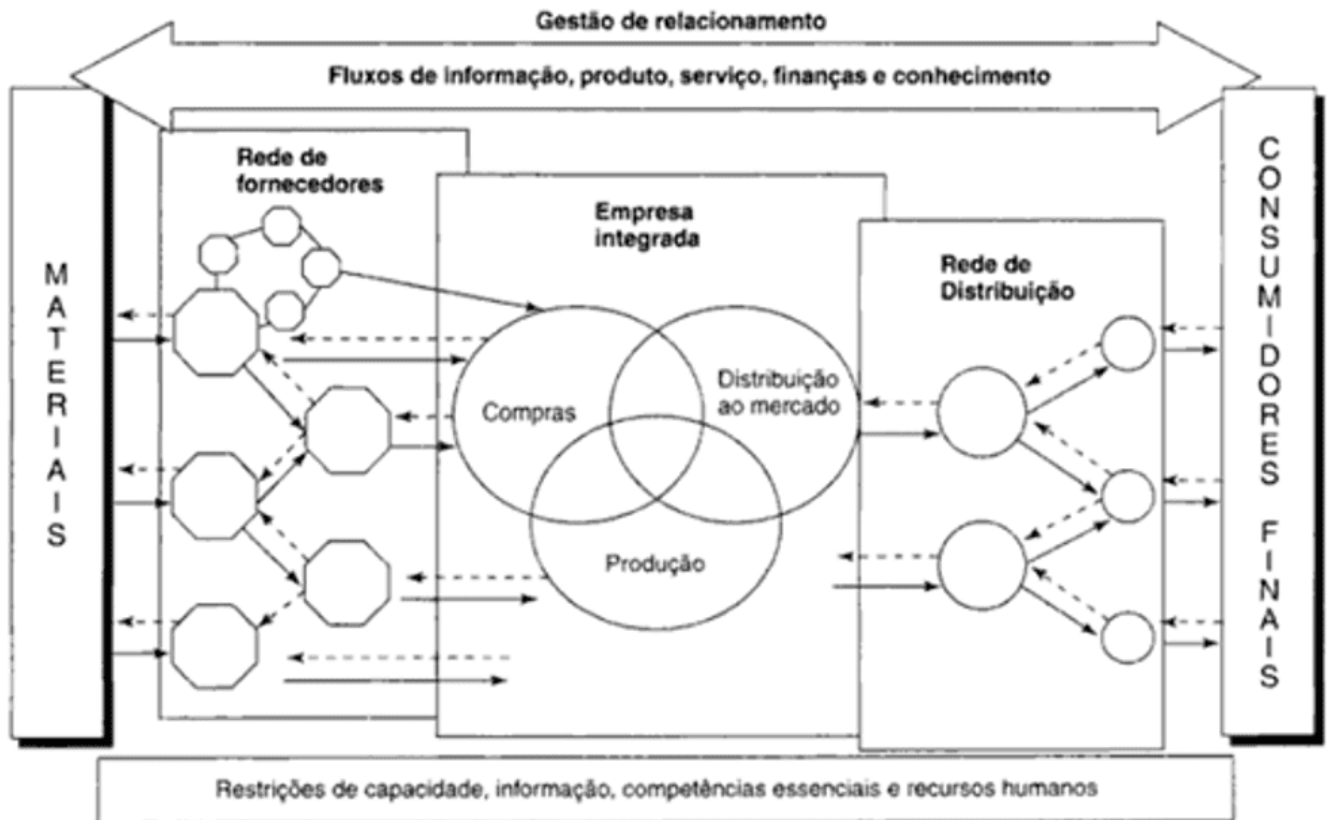 Gestão de relacionamento
Fluxos de informação, produto, serviço, finanças e conhecimento
MATERIAIS
Rede de
fornecedores
Empresa
integrada
Rede de
Distribuição
Compras
Distribuição
ao mercado
Produção
CONSUMIDORES FINAIS
Restrições de capacidade, informação, competências essenciais e recursos humanos